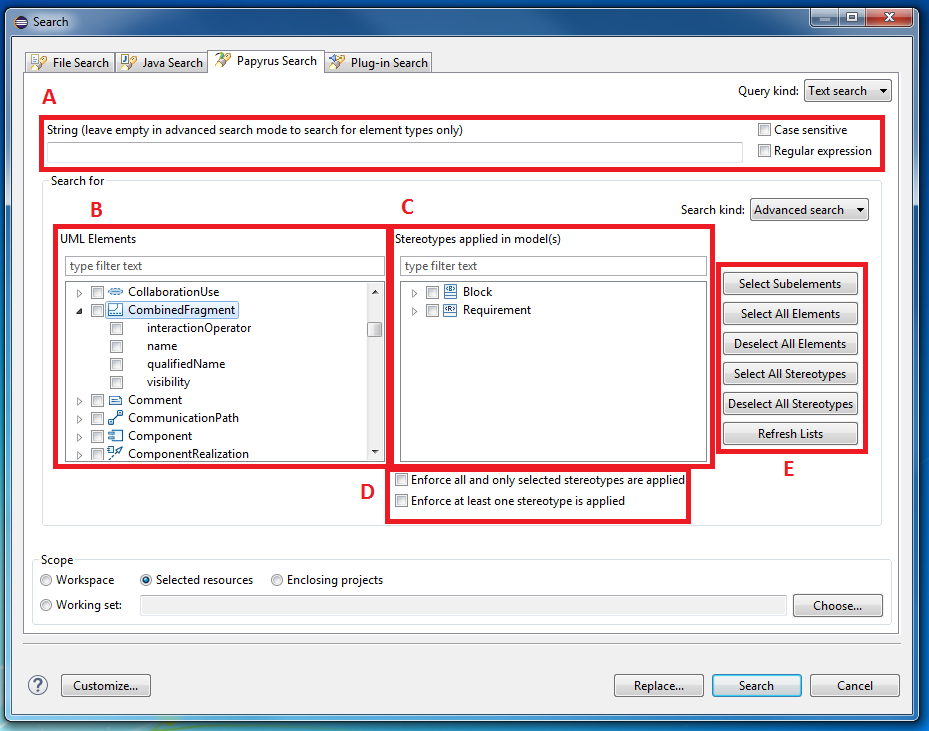 Search
File Search
Java Search
Papyrus Search
Plug-in Search
A
Query kind: Text search
String (leave empty in advanced search mode to search for element types only)
Case sensitive
Regular expression
Search for
B
C
Search kind: Advanced search
UML Elements
Stereotypes applied in model(s)
type filter text
type filter text
CollaborationUse
CombinedFragment
interactionOperator
name
qualifiedName
visibility
Comment
CommunicationPath
Component
ComponentRealization
Block
Requirement
Select Subelements
Select All Elements
Deselect All Elements
Select All Stereotypes
Deselect All Stereotypes
Refresh Lists
E
D
Enforce all and only selected stereotypes are applied
Enforce at least one stereotype is applied
Scope
Workspace
Selected resources
Enclosing projects
Working set:
Choose...
?
Customize...
Replace...
Search
Cancel